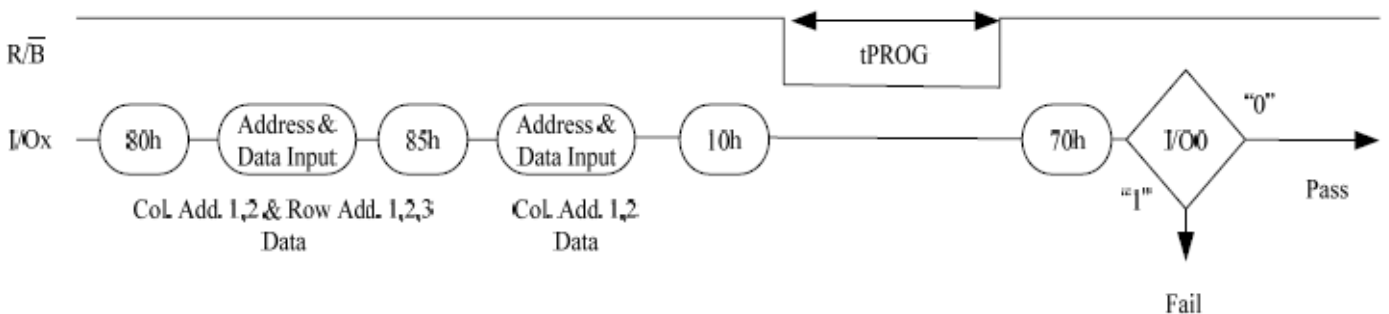 R/B
tPROG
I/Ox
80h
Address &
Data Input
85h
Address &
Data Input
10h
70h
I/O0
“0”
“1”
Pass
Col. Add. 1,2 & Row Add. 1,2,3
Data
Col. Add. 1,2
Data
Fail